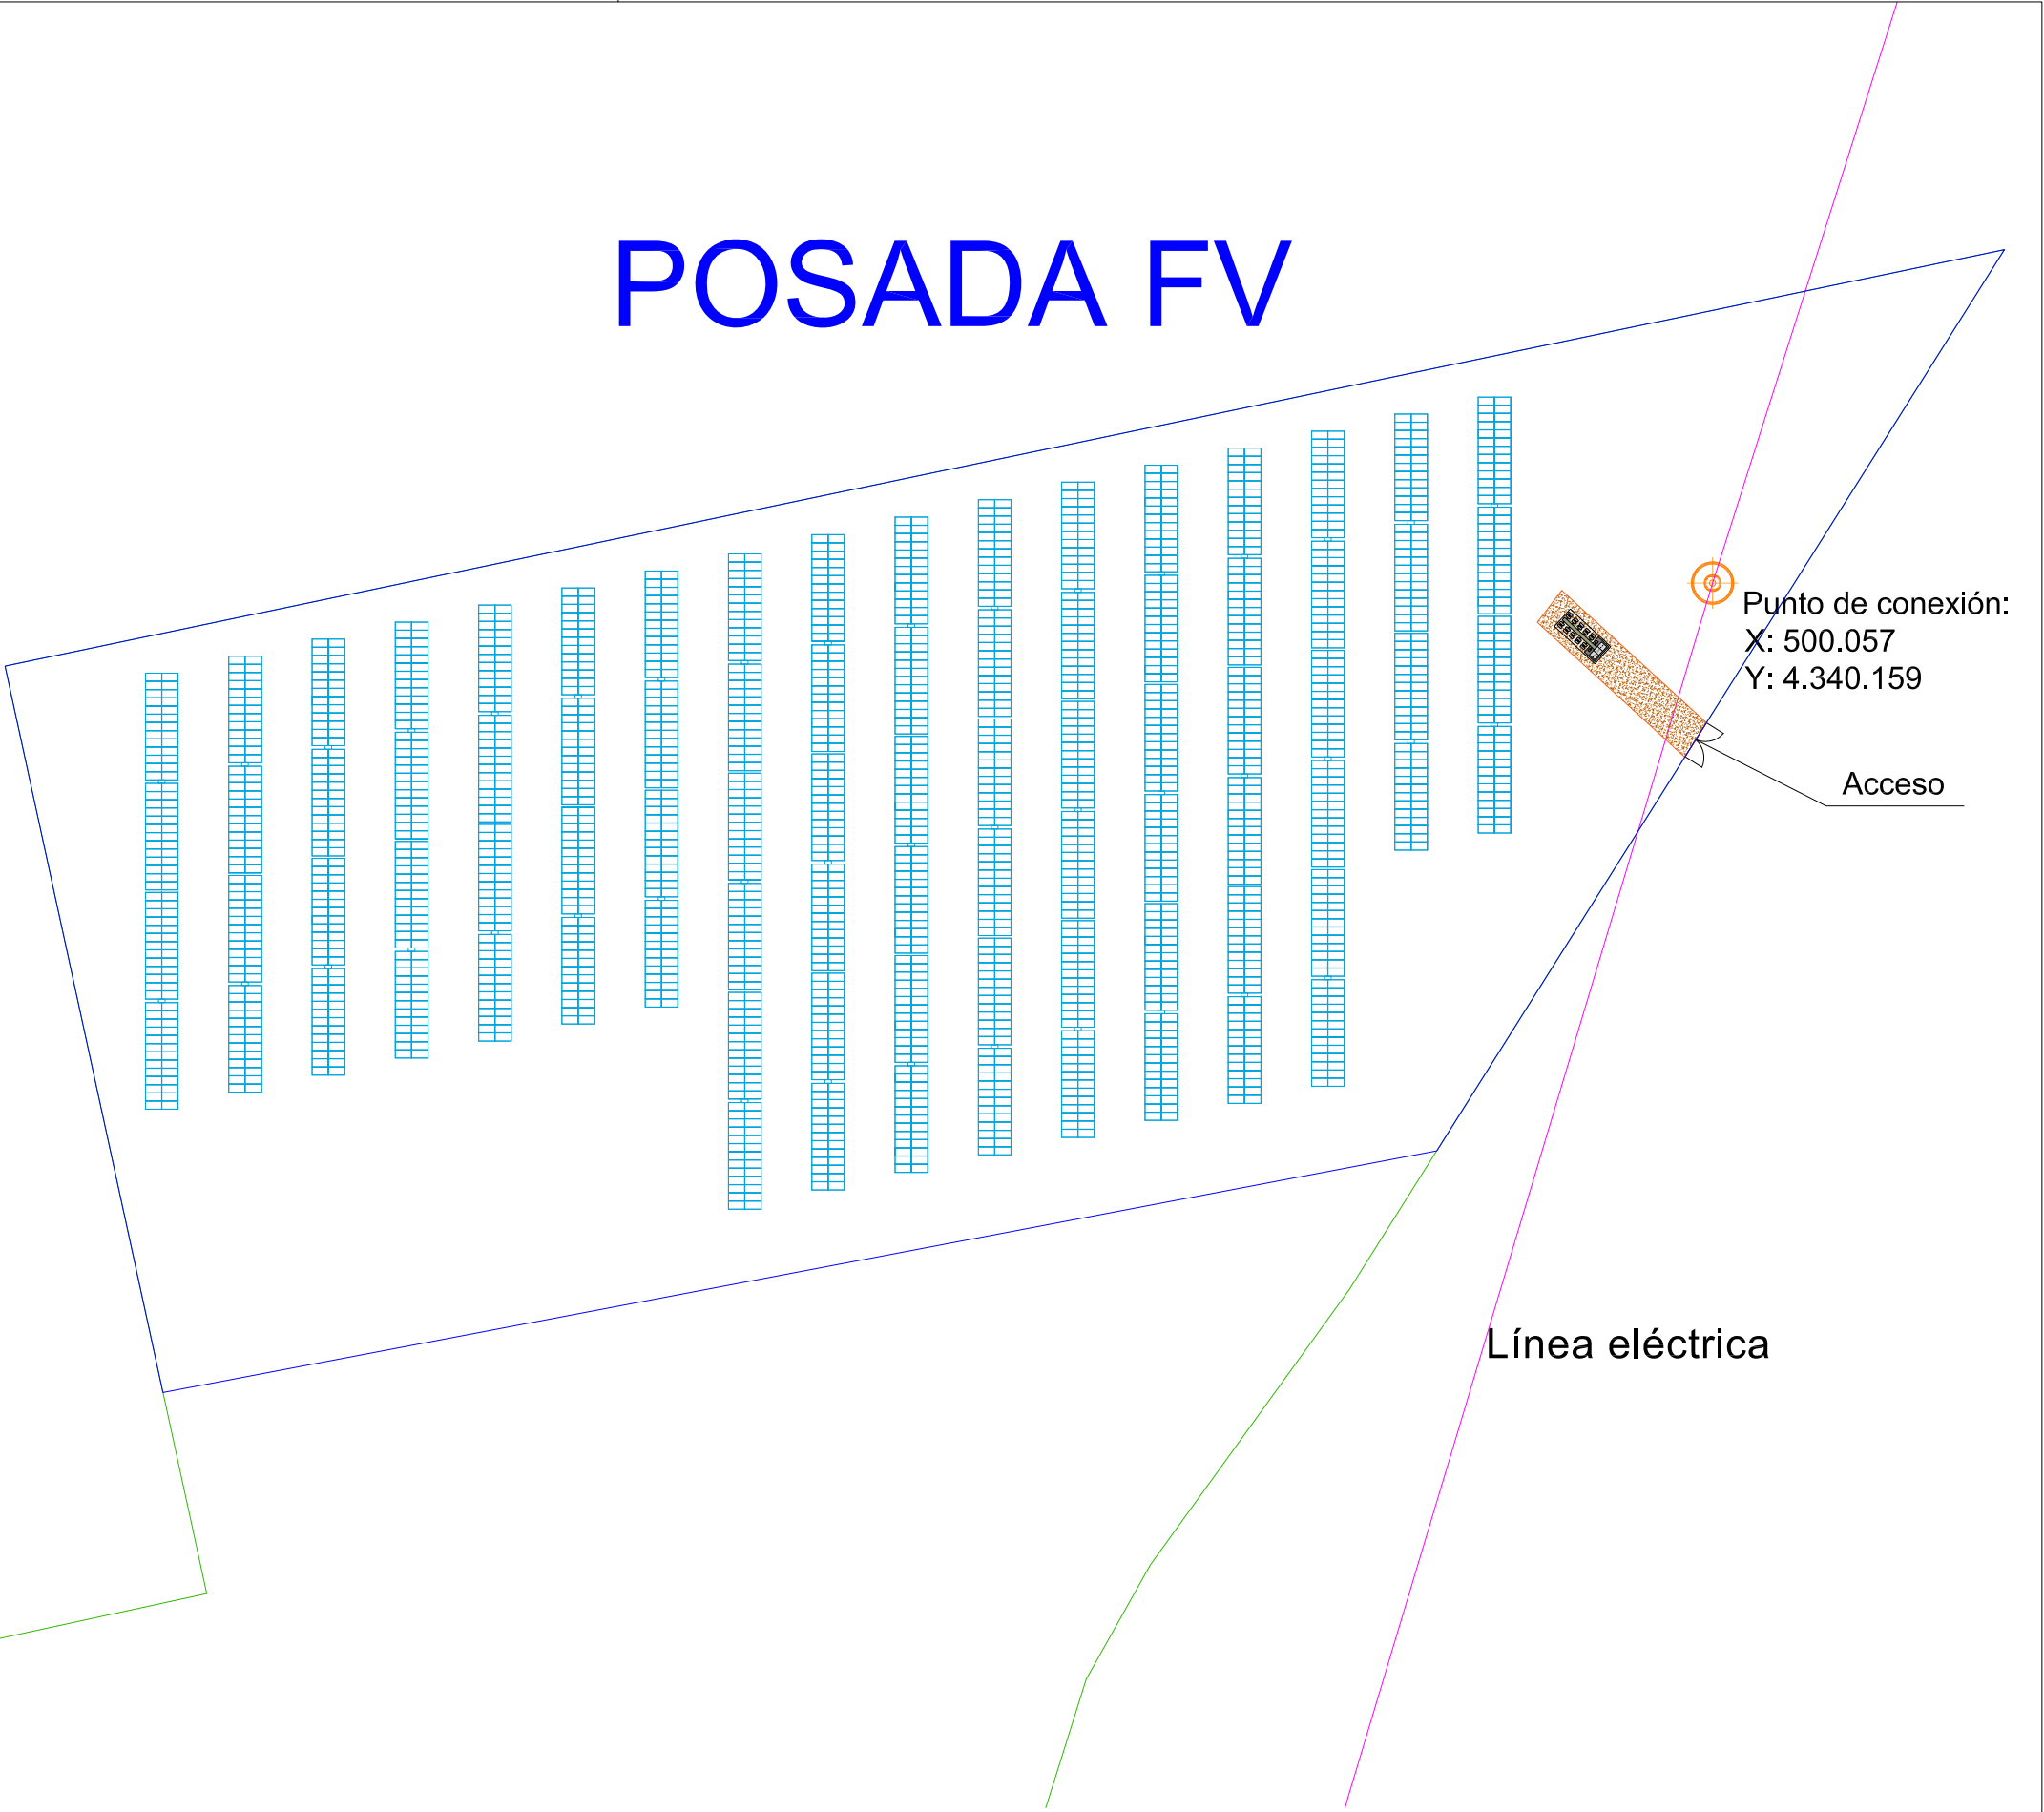 POSADA FV
Punto de conexión:
X: 500.057
Y: 4.340.159
Acceso
Línea eléctrica